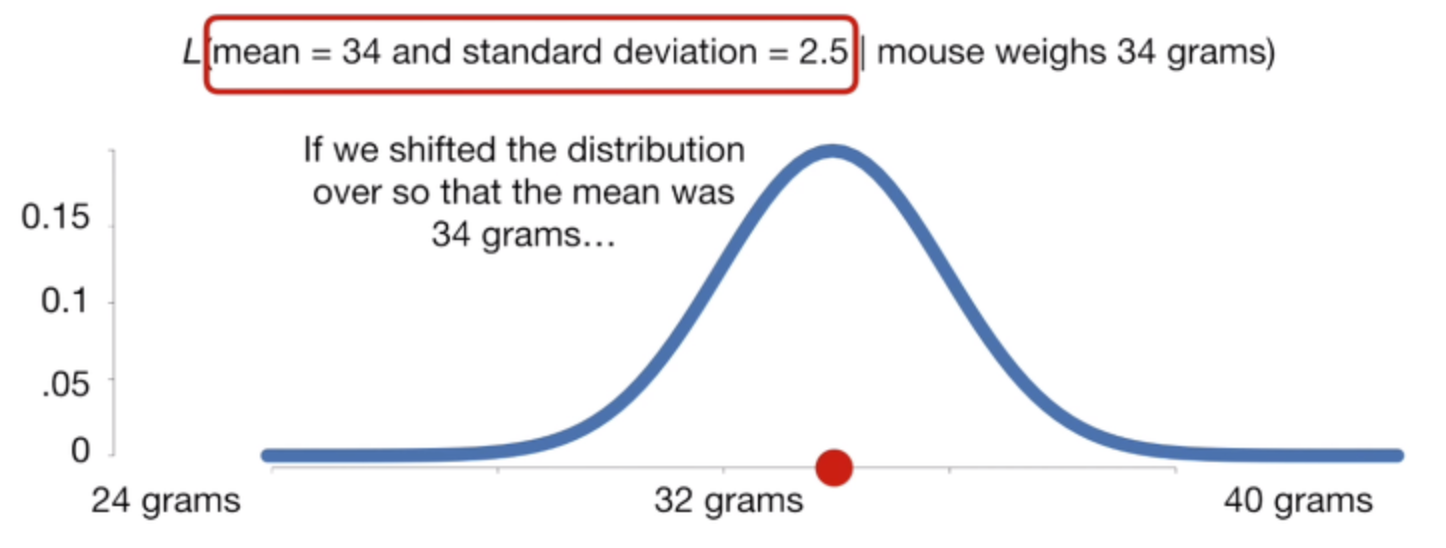 L(mean = 34 and standard deviation = 2.5 | mouse weighs 34 grams)
If we shifted the distribution
over so that the mean was
34 grams...
0.15
0.1
.05
0
24 grams
32 grams
40 grams